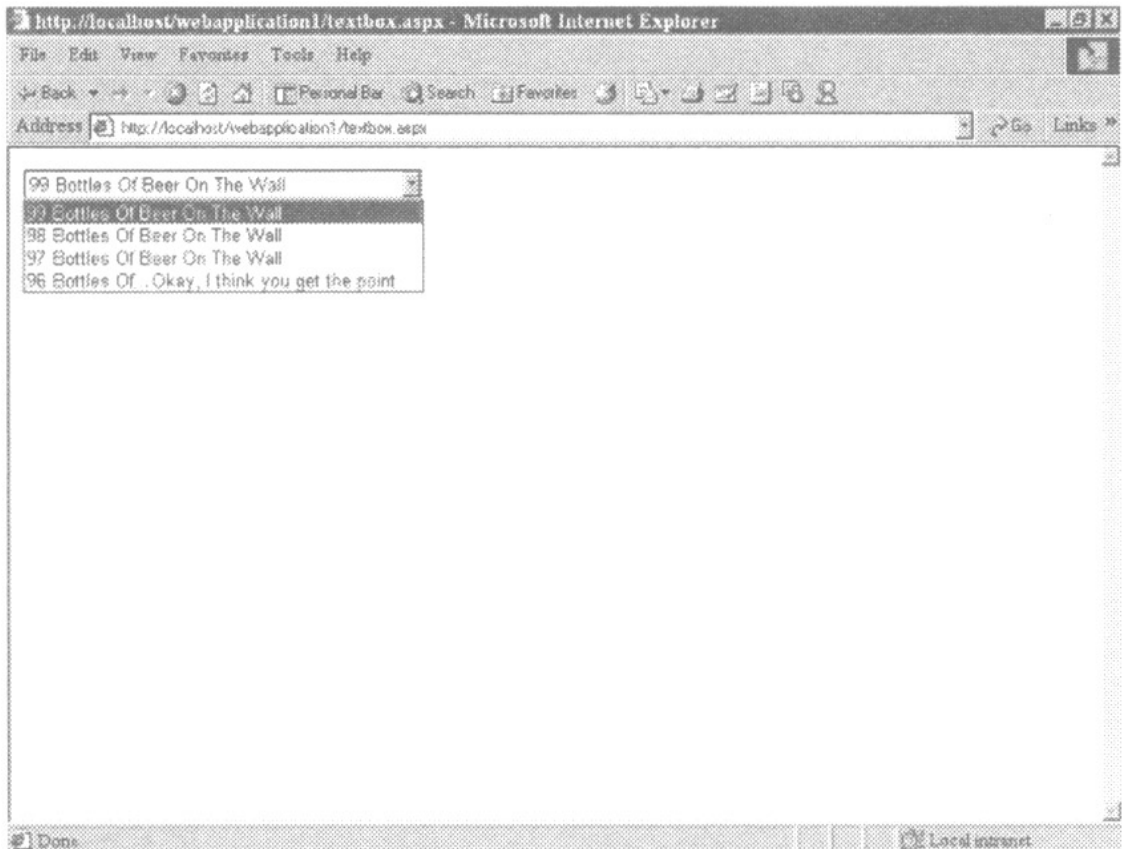 http://localhost/webapplication1/textbox.aspx - Microsoft Internet Explorer
File Edit View Favorites Tools Help
Back Personal Bar Search Favorites
Address http://localhost/webapplication1/textbox.aspx Go Links »
99 Bottles Of Beer On The Wall
99 Bottles Of Beer On The Wall
98 Bottles Of Beer On The Wall
97 Bottles Of Beer On The Wall
96 Bottles Of...Okay, I think you get the point
Done Local intranet